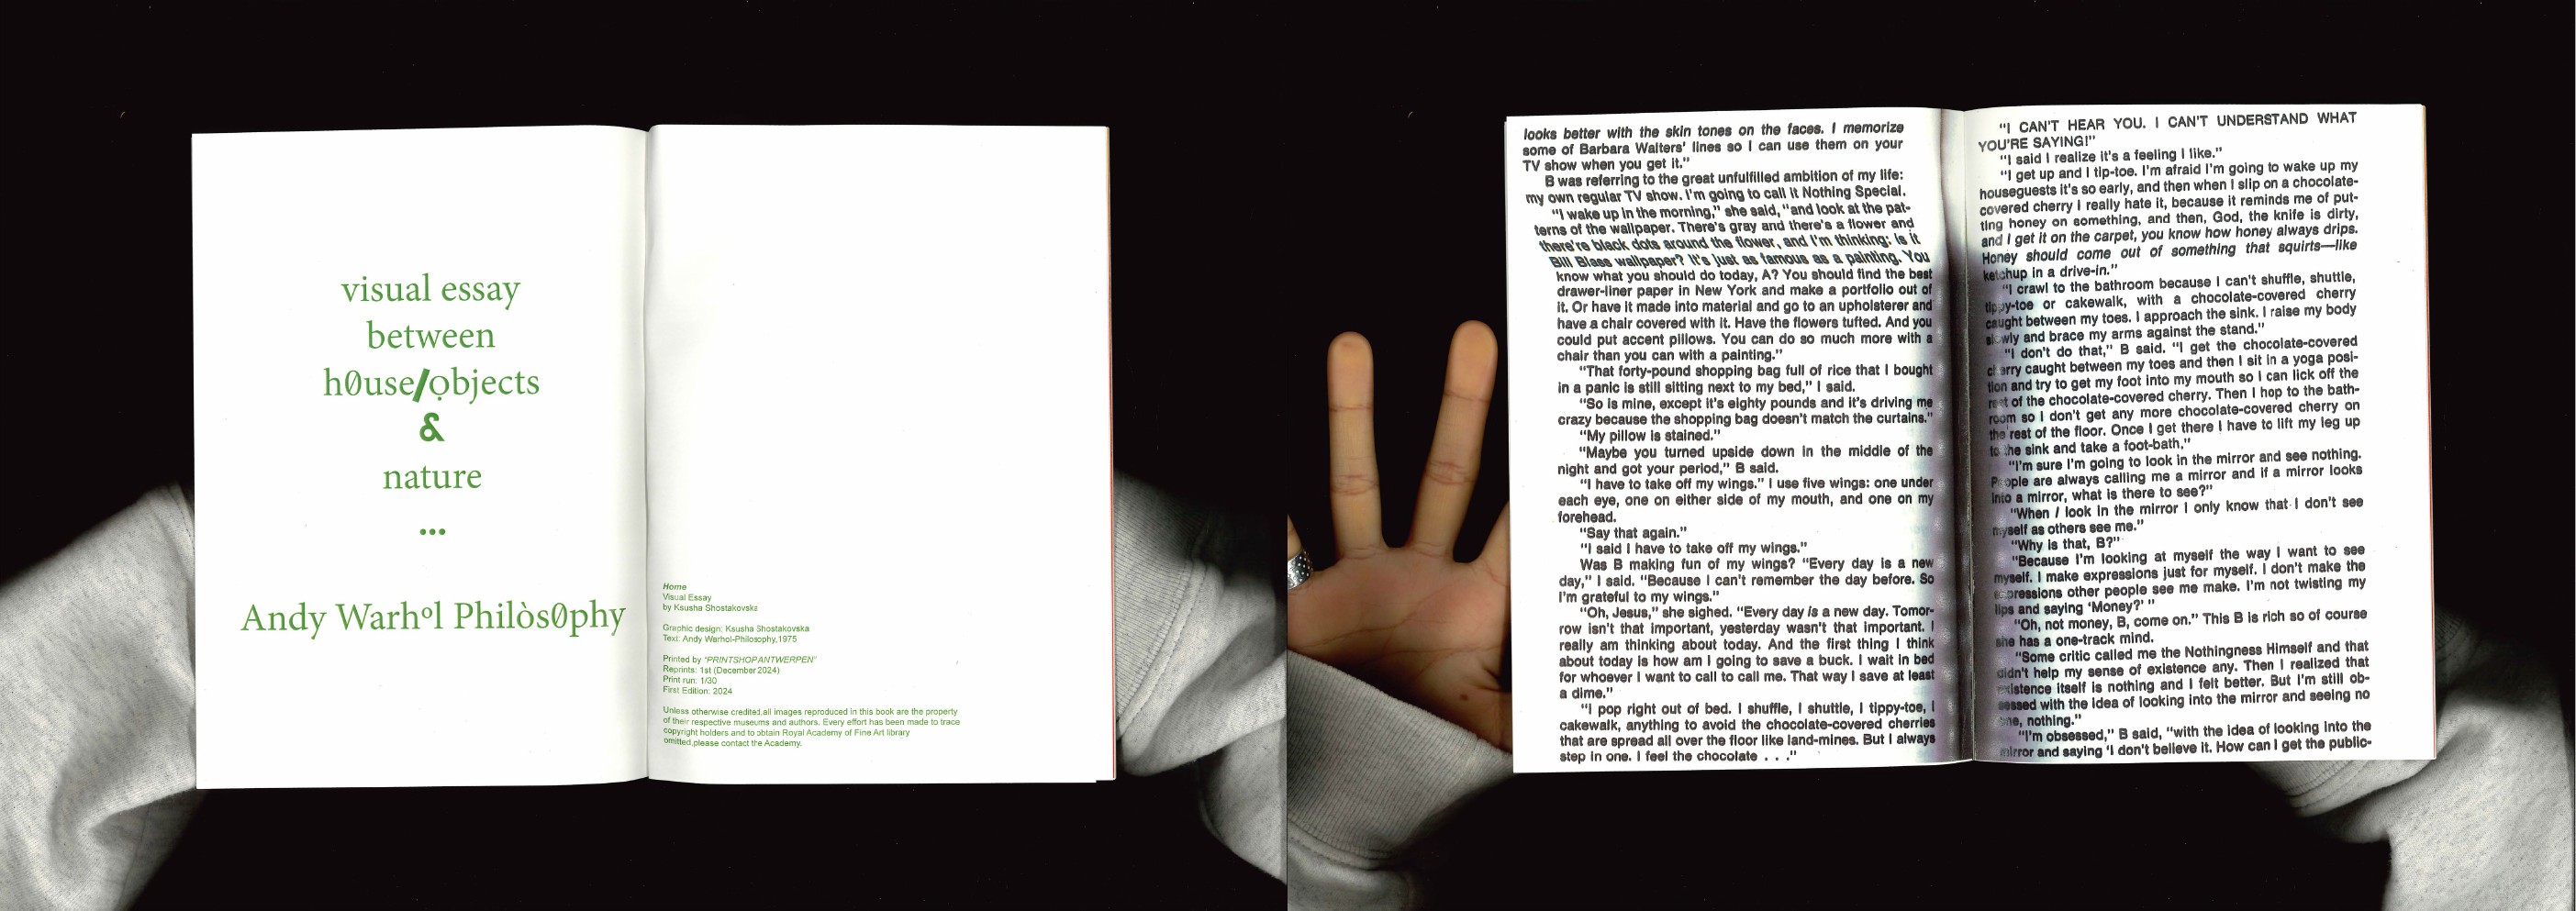 visual essay
between
h0use/ọbjects
&
nature
...
Andy Warhºl Philòs0phy
Home
Visual Essay
by Ksusha Shostakovska
Graphic design: Ksusha Shostakovska
Text: Andy Warhol-Philosophy,1975
Printed by "PRINTSHOPANTWERPEN"
Reprints: 1st (December 2024)
Print run: 1/30
First Edition: 2024
Unless otherwise credited,all images reproduced in this book are the property
of their respective museums and authors. Every effort has been made to trace
copyright holders and to obtain Royal Academy of Fine Art library
omitted,please contact the Academy.
looks better with the skin tones on the faces. I memorize
some of Barbara Walters' lines so I can use them on your
TV show when you get it."
B was referring to the great unfulfilled ambition of my life:
my own regular TV show. I'm going to call it Nothing Special.
"I wake up in the morning," she said, "and look at the pat-
terns of the wallpaper. There's gray and there's a flower and
there're black dots around the flower, and I'm thinking: Is it
Bill Blass wallpaper? It's just as famous as a painting. You
know what you should do today, A? You should find the best
drawer-liner paper in New York and make a portfolio out of
it. Or have it made into material and go to an upholsterer and
have a chair covered with it. Have the flowers tufted. And you
could put accent pillows. You can do so much more with a
chair than you can with a painting."
"That forty-pound shopping bag full of rice that I bought
in a panic is still sitting next to my bed," I said.
"So is mine, except it's eighty pounds and it's driving me
crazy because the shopping bag doesn't match the curtains."
"My pillow is stained."
"Maybe you turned upside down in the middle of the
night and got your period," B said.
"I have to take off my wings." I use five wings: one under
each eye, one on either side of my mouth, and one on my
forehead.
"Say that again."
"I said I have to take off my wings."
Was B making fun of my wings? "Every day is a new
day," I said. "Because I can't remember the day before. So
I'm grateful to my wings."
"Oh, Jesus," she sighed. "Every day is a new day. Tomor-
row isn't that important, yesterday wasn't that important. I
really am thinking about today. And the first thing I think
about today is how am I going to save a buck. I wait in bed
for whoever I want to call to call me. That way I save at least
a dime."
"I pop right out of bed. I shuffle, I shuttle, I tippy-toe, I
cakewalk, anything to avoid the chocolate-covered cherries
that are spread all over the floor like land-mines. But I always
step in one. I feel the chocolate . . ."
"I CAN'T HEAR YOU. I CAN'T UNDERSTAND WHAT
YOU'RE SAYING!"
"I said I realize it's a feeling I like."
"I get up and I tip-toe. I'm afraid I'm going to wake up my
houseguests it's so early, and then when I slip on a chocolate-
covered cherry I really hate it, because it reminds me of put-
ting honey on something, and then, God, the knife is dirty,
and I get it on the carpet, you know how honey always drips.
Honey should come out of something that squirts—like
ketchup in a drive-in."
"I crawl to the bathroom because I can't shuffle, shuttle,
tippy-toe or cakewalk, with a chocolate-covered cherry
caught between my toes. I approach the sink. I raise my body
slowly and brace my arms against the stand."
"I don't do that," B said. "I get the chocolate-covered
cherry caught between my toes and then I sit in a yoga posi-
tion and try to get my foot into my mouth so I can lick off the
rest of the chocolate-covered cherry. Then I hop to the bath-
room so I don't get any more chocolate-covered cherry on
the rest of the floor. Once I get there I have to lift my leg up
to the sink and take a foot-bath."
"I'm sure I'm going to look in the mirror and see nothing.
People are always calling me a mirror and if a mirror looks
into a mirror, what is there to see?"
"When I look in the mirror I only know that I don't see
myself as others see me."
"Why is that, B?"
"Because I'm looking at myself the way I want to see
myself. I make expressions just for myself. I don't make the
expressions other people see me make. I'm not twisting my
lips and saying 'Money?' "
"Oh, not money, B, come on." This B is rich so of course
she has a one-track mind.
"Some critic called me the Nothingness Himself and that
didn't help my sense of existence any. Then I realized that
existence itself is nothing and I felt better. But I'm still ob-
sessed with the idea of looking into the mirror and seeing no
one, nothing."
"I'm obsessed," B said, "with the idea of looking into the
mirror and saying 'I don't believe it. How can I get the public-